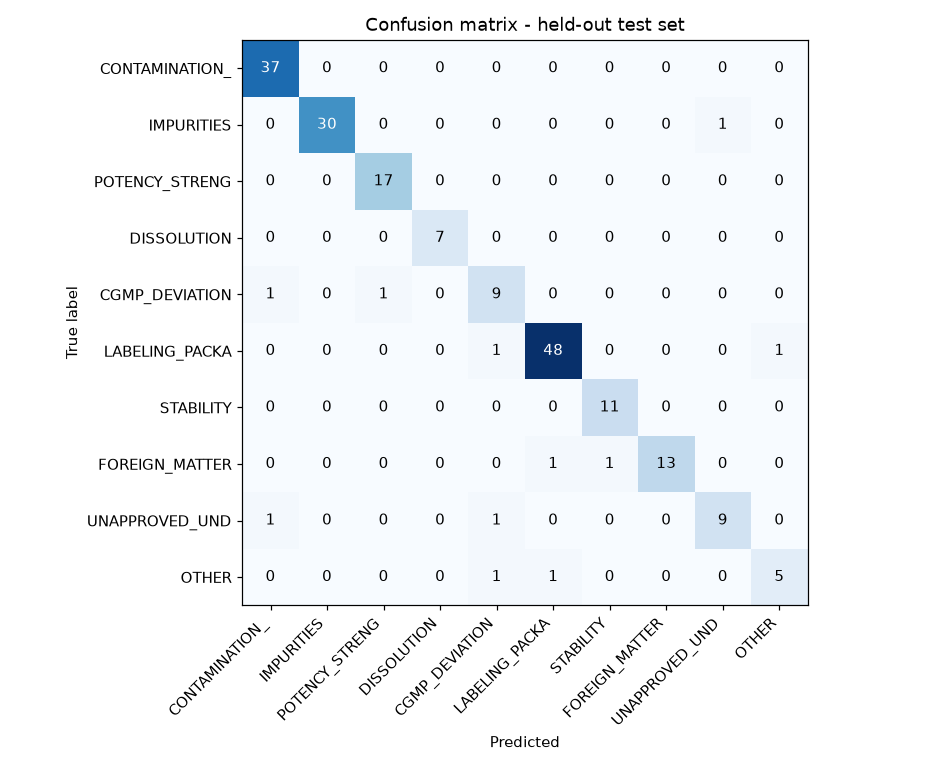 Confusion matrix - held-out test set
True label
CONTAMINATION_ 37 0 0 0 0 0 0 0 0 0
IMPURITIES 0 30 0 0 0 0 0 0 1 0
POTENCY_STRENG 0 0 17 0 0 0 0 0 0 0
DISSOLUTION 0 0 0 7 0 0 0 0 0 0
CGMP_DEVIATION 1 0 1 0 9 0 0 0 0 0
LABELING_PACKA 0 0 0 0 1 48 0 0 0 1
STABILITY 0 0 0 0 0 0 11 0 0 0
FOREIGN_MATTER 0 0 0 0 0 1 1 13 0 0
UNAPPROVED_UND 1 0 0 0 1 0 0 0 9 0
OTHER 0 0 0 0 1 1 0 0 0 5
CONTAMINATION_ IMPURITIES POTENCY_STRENG DISSOLUTION CGMP_DEVIATION LABELING_PACKA STABILITY FOREIGN_MATTER UNAPPROVED_UND OTHER
Predicted